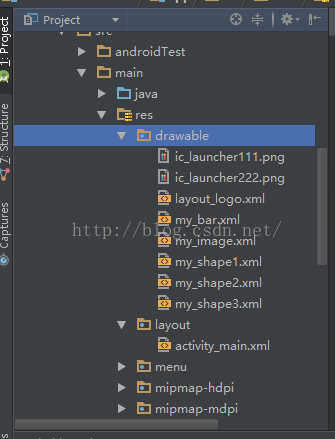 Project
src
androidTest
main
java
res
drawable
ic_launcher111.png
ic_launcher222.png
layout_logo.xml
my_bar.xml
http://blog.csdn.net/
my_image.xml
my_shape1.xml
my_shape2.xml
my_shape3.xml
layout
activity_main.xml
menu
mipmap-hdpi
mipmap-mdpi
1: Project
7: Structure
Captures